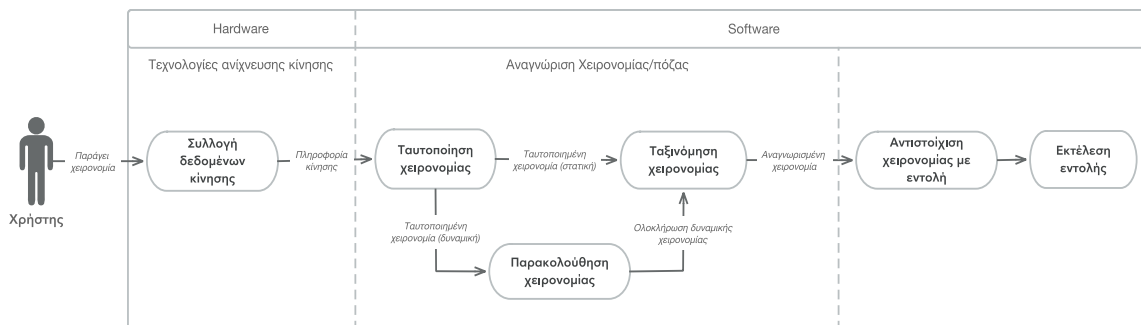 Hardware
Software
Τεχνολογίες ανίχνευσης κίνησης
Αναγνώριση Χειρονομίας/πόζας
Χρήστης
Παράγει
χειρονομία
Συλλογή
δεδομένων
κίνησης
Πληροφορία
κίνησης
Ταυτοποίηση
χειρονομίας
Ταυτοποιημένη
χειρονομία (στατική)
Ταξινόμηση
χειρονομίας
Αναγνωρισμένη
χειρονομία
Αντιστοίχιση
χειρονομίας με
εντολή
Εκτέλεση
εντολής
Ταυτοποιημένη
χειρονομία (δυναμική)
Παρακολούθηση
χειρονομίας
Ολοκλήρωση δυναμικής
χειρονομίας